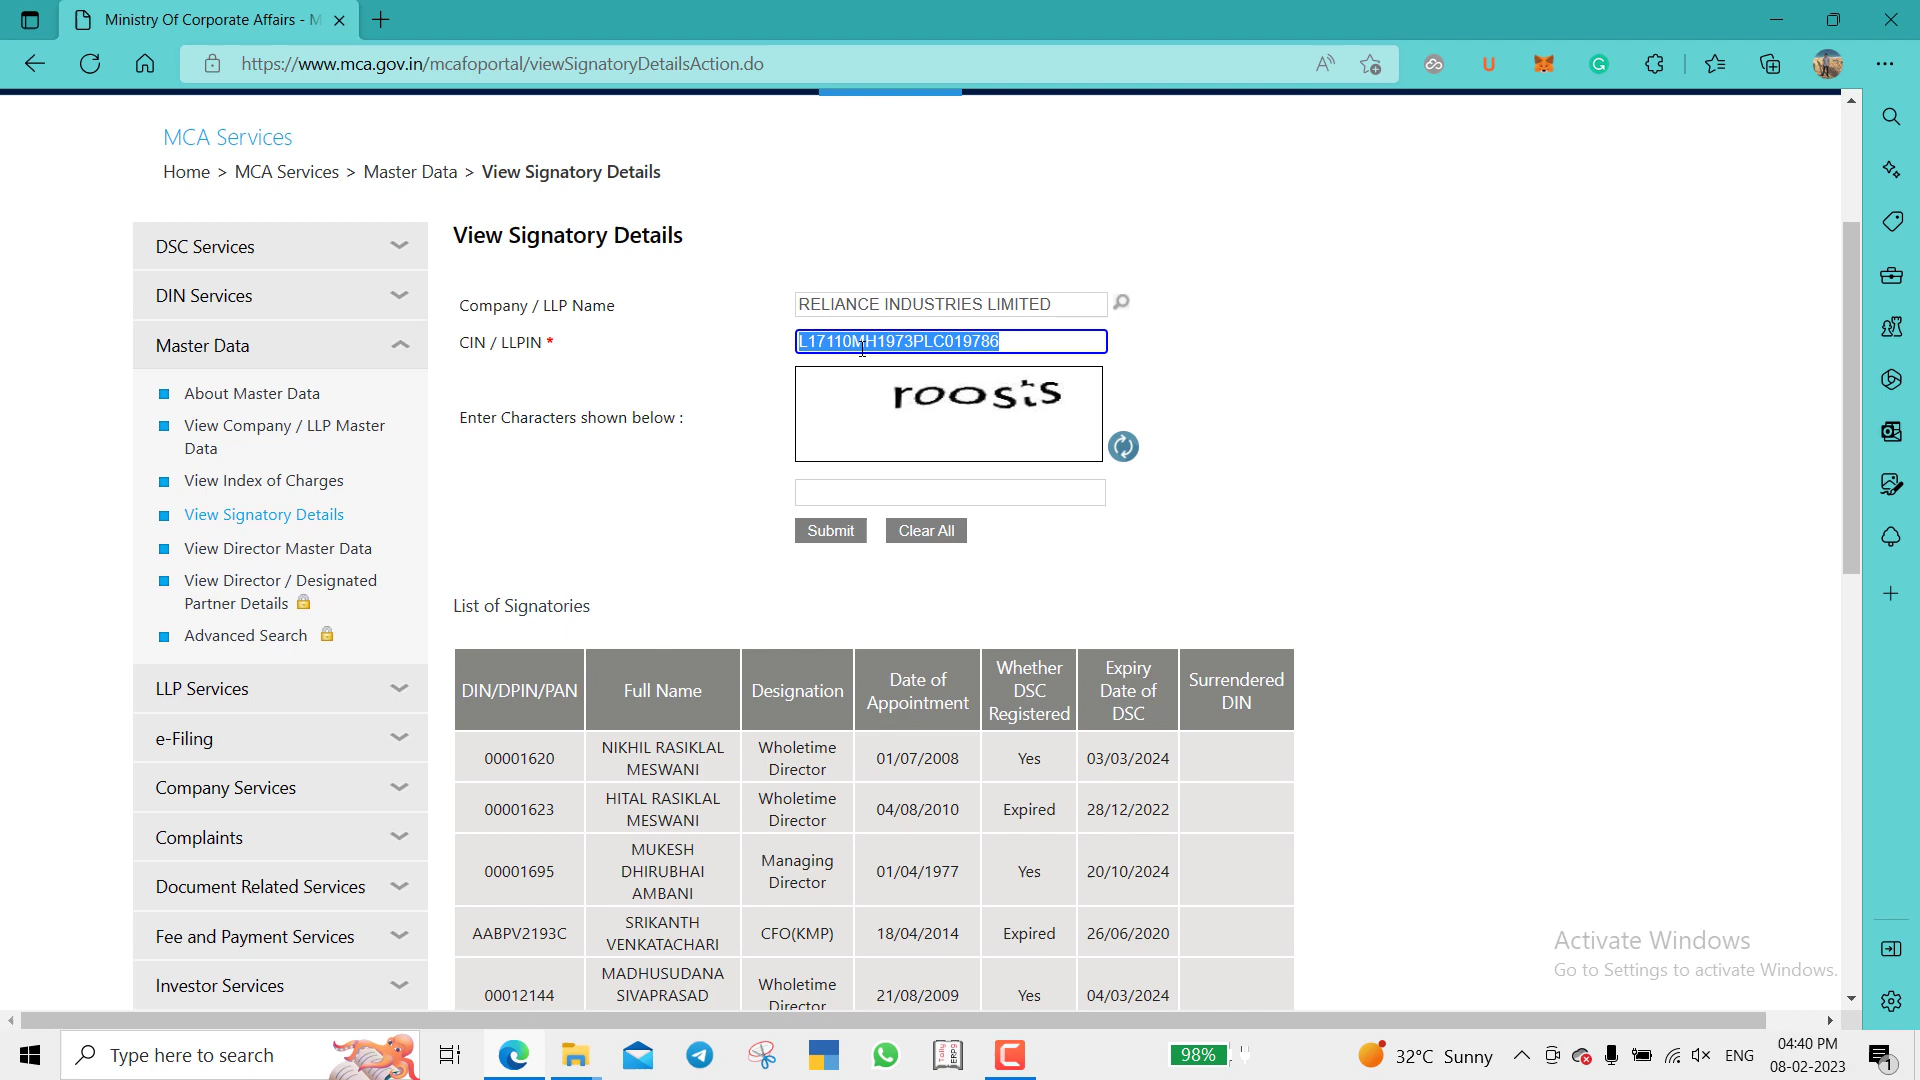 Ministry Of Corporate Affairs - M
https://www.mca.gov.in/mcafoportal/viewSignatoryDetailsAction.do
MCA Services
Home > MCA Services > Master Data > View Signatory Details
DSC Services
DIN Services
Master Data
About Master Data
View Company / LLP Master
Data
View Index of Charges
View Signatory Details
View Director Master Data
View Director / Designated
Partner Details
Advanced Search
LLP Services
e-Filing
Company Services
Complaints
Document Related Services
Fee and Payment Services
Investor Services
View Signatory Details
Company / LLP Name RELIANCE INDUSTRIES LIMITED
CIN / LLPIN * L17110MH1973PLC019786
roosis
Enter Characters shown below :
Submit Clear All
List of Signatories
DIN/DPIN/PAN Full Name Designation Date of Appointment Whether DSC Registered Expiry Date of DSC Surrendered DIN
00001620 NIKHIL RASIKLAL MESWANI Wholetime Director 01/07/2008 Yes 03/03/2024
00001623 HITAL RASIKLAL MESWANI Wholetime Director 04/08/2010 Expired 28/12/2022
00001695 MUKESH DHIRUBHAI AMBANI Managing Director 01/04/1977 Yes 20/10/2024
AABPV2193C SRIKANTH VENKATACHARI CFO(KMP) 18/04/2014 Expired 26/06/2020
00012144 MADHUSUDANA SIVAPRASAD Wholetime Director 21/08/2009 Yes 04/03/2024
Activate Windows
Go to Settings to activate Windows.
Type here to search
98%
32°C Sunny
ENG
04:40 PM
08-02-2023
1